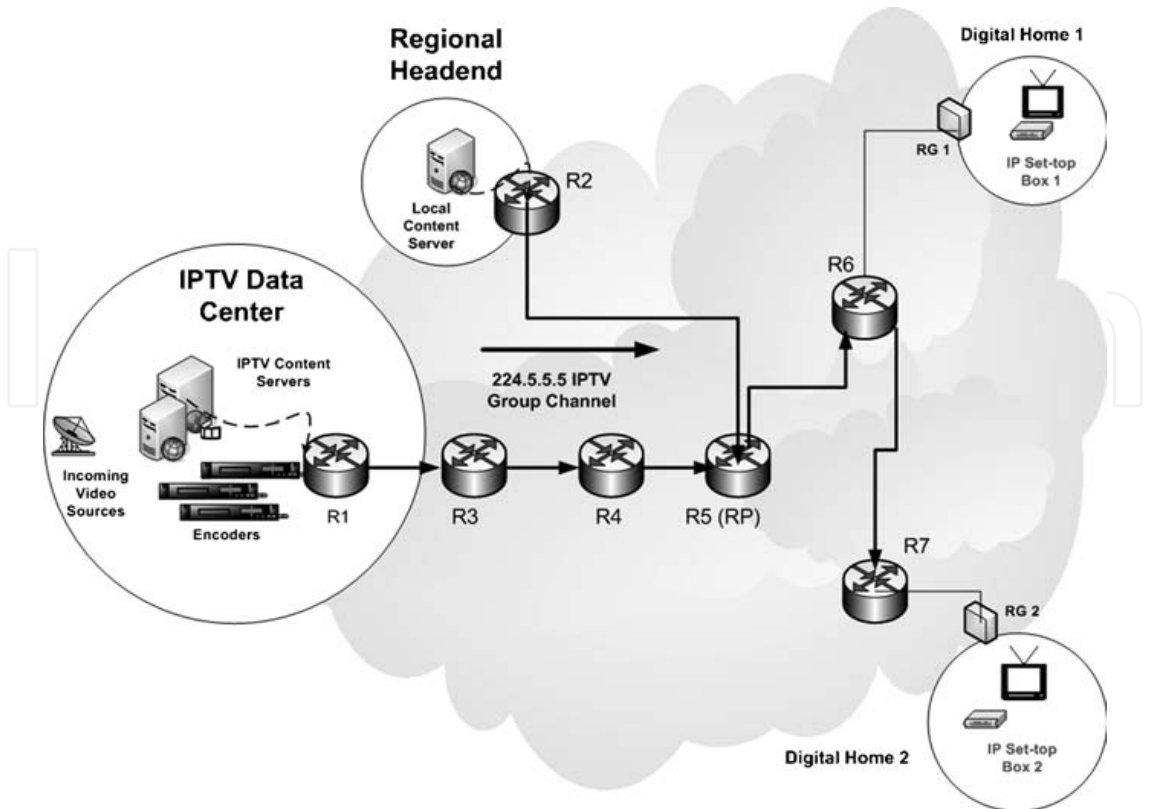 Regional
Headend
Digital Home 1
RG 1
IP Set-top
Box 1
R2
Local
Content
Server
IPTV Data
Center
R6
IPTV Content
Servers
224.5.5.5 IPTV
Group Channel
Incoming
Video
Sources
Encoders
R1
R3
R4
R5 (RP)
R7
RG 2
IP Set-top
Box 2
Digital Home 2